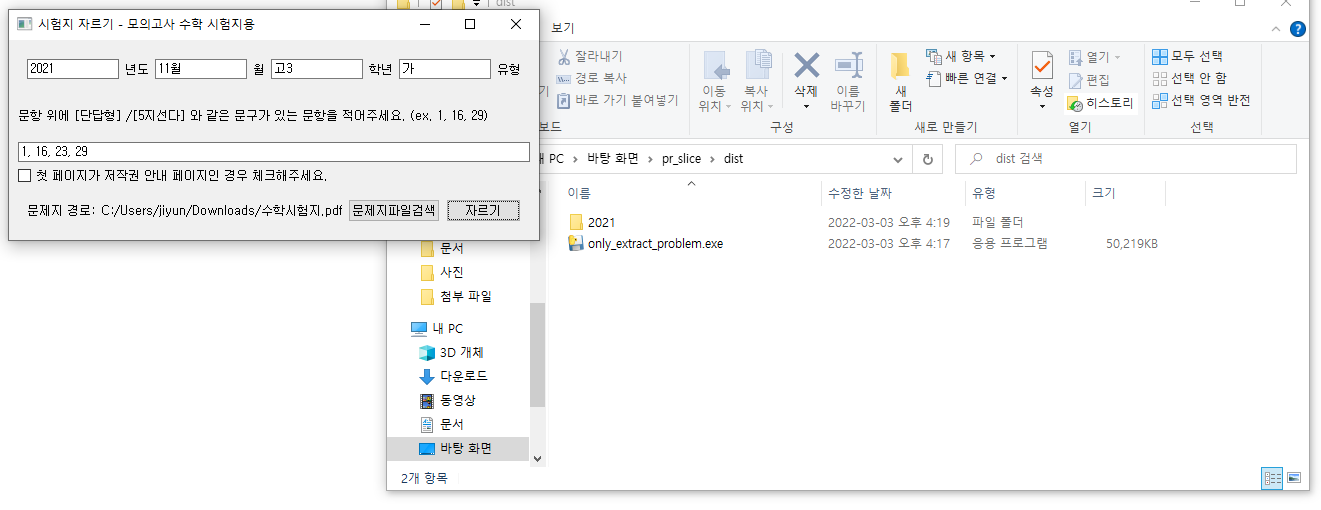 시험지 자르기 - 모의고사 수학 시험지용
2021 년도 11월 월 고3 학년 가 유형
문항 위에 [단답형] /[5지선다] 와 같은 문구가 있는 문항을 적어주세요. (ex. 1, 16, 29)
1, 16, 23, 29
첫 페이지가 저작권 안내 페이지인 경우 체크해주세요.
문제지 경로: C:/Users/jiyun/Downloads/수학시험지.pdf 문제지파일검색 자르기
dist
보기
잘라내기
경로 복사
바로 가기 붙여넣기
이동 위치
복사 위치
삭제
이름 바꾸기
구성
새 폴더
새 항목
빠른 연결
새로 만들기
속성
열기
편집
히스토리
열기
모두 선택
선택 안 함
선택 영역 반전
선택
PC > 바탕 화면 > pr_slice > dist
dist 검색
이름 수정한 날짜 유형 크기
2021 2022-03-03 오후 4:19 파일 폴더
only_extract_problem.exe 2022-03-03 오후 4:17 응용 프로그램 50,219KB
문서
사진
첨부 파일
내 PC
3D 개체
다운로드
동영상
문서
바탕 화면
2개 항목